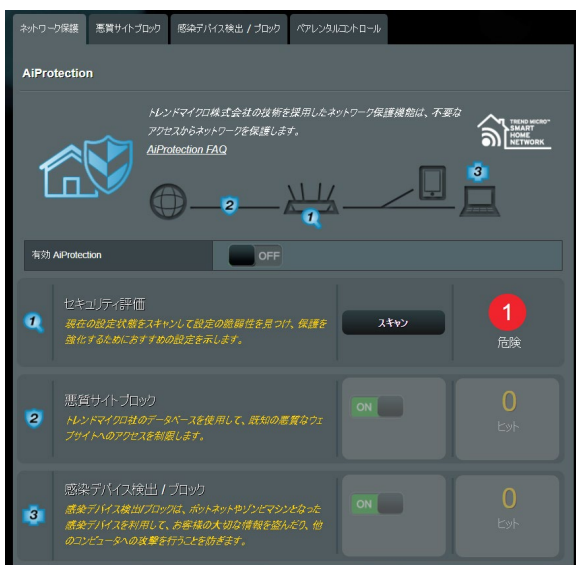 ネットワーク保護 悪質サイトブロック 感染デバイス検出 / ブロック ペアレンタルコントロール
AiProtection
トレンドマイクロ株式会社の技術を採用したネットワーク保護機能は、不要な
アクセスからネットワークを保護します。
AiProtection FAQ
TREND MICRO™
SMART
HOME
NETWORK
3
2
1
有効 AiProtection OFF
セキュリティ評価
1
現在の設定状態をスキャンして設定の脆弱性を見つけ、保護を
強化するためにおすすめの設定を示します。
スキャン
1
危険
悪質サイトブロック
2
トレンドマイクロ社のデータベースを使用して、既知の悪質なウェ
ブサイトへのアクセスを制限します。
ON
0
ヒット
感染デバイス検出 / ブロック
3
感染デバイス検出/ブロックは、ボットネットやゾンビマシンとなった
感染デバイスを利用して、お客様の大切な情報を盗んだり、他
のコンピュータへの攻撃を行うことを防ぎます。
ON
0
ヒット